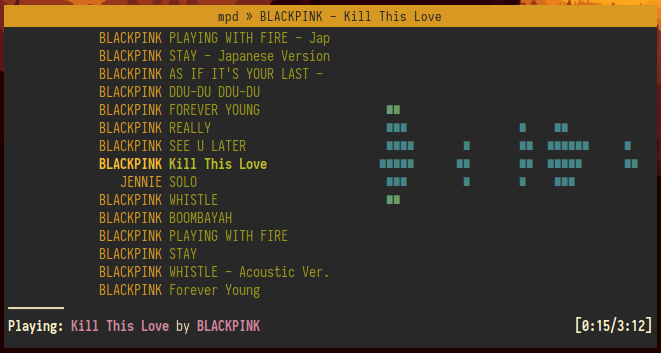 mpd » BLACKPINK - Kill This Love
BLACKPINK PLAYING WITH FIRE - Jap
BLACKPINK STAY - Japanese Version
BLACKPINK AS IF IT'S YOUR LAST -
BLACKPINK DDU-DU DDU-DU
BLACKPINK FOREVER YOUNG
BLACKPINK REALLY
BLACKPINK SEE U LATER
BLACKPINK Kill This Love
JENNIE SOLO
BLACKPINK WHISTLE
BLACKPINK BOOMBAYAH
BLACKPINK PLAYING WITH FIRE
BLACKPINK STAY
BLACKPINK WHISTLE - Acoustic Ver.
BLACKPINK Forever Young
Playing: Kill This Love by BLACKPINK [0:15/3:12]